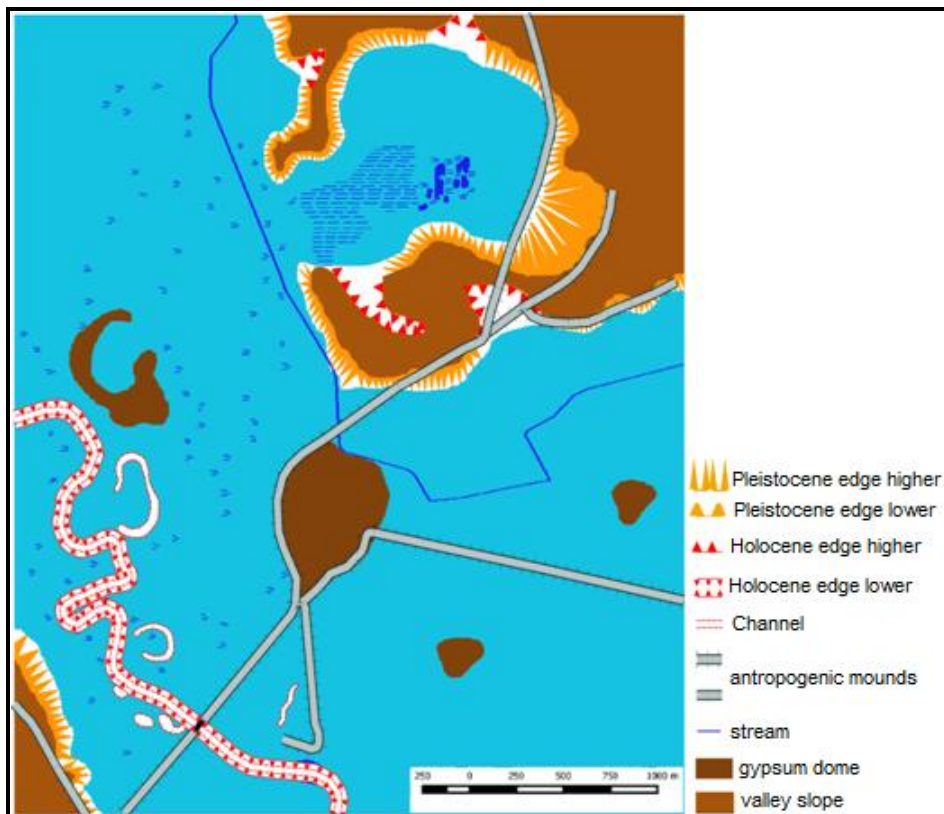 Pleistocene edge higher
Pleistocene edge lower
Holocene edge higher
Holocene edge lower
Channel
antropogenic mounds
stream
gypsum dome
valley slope
250 0 250 500 750 1000 m